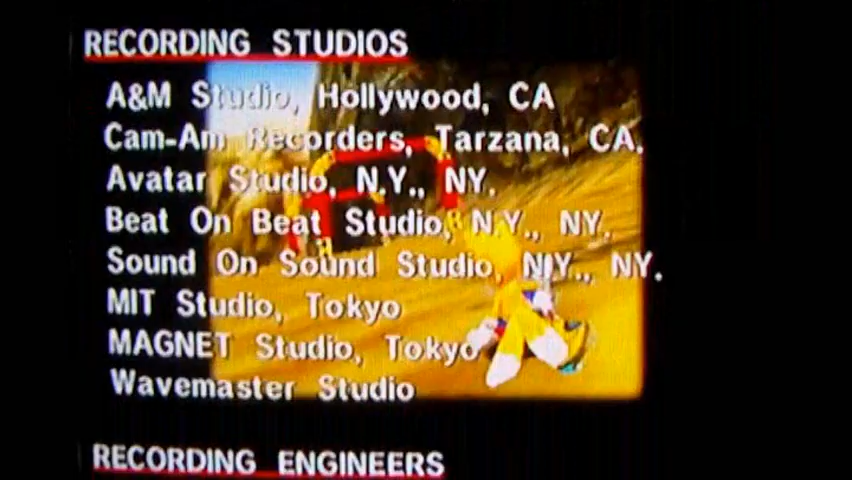 RECORDING STUDIOS
A&M Studio, Hollywood, CA
Cam-Am Recorders, Tarzana, CA.
Avatar Studio, N.Y., NY.
Beat On Beat Studio, N.Y., NY.
Sound On Sound Studio, N.Y., NY.
MIT Studio, Tokyo
MAGNET Studio, Tokyo
Wavemaster Studio
RECORDING ENGINEERS